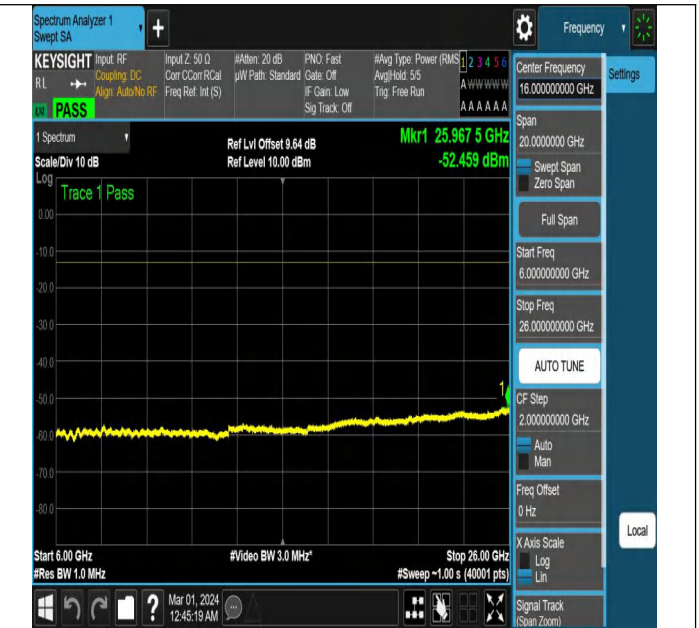 Spectrum Analyzer 1
Swept SA
Frequency
KEYSIGHT
RL
PASS
Input: RF
Coupling: DC
Align: Auto/No RF
Input Z: 50 Ω
Corr CCorr RCal
Freq Ref: Int (S)
#Atten: 20 dB
µW Path: Standard
PNO: Fast
Gate: Off
IF Gain: Low
Sig Track: Off
#Avg Type: Power (RMS
Avg|Hold: 5/5
Trig: Free Run
1 2 3 4 5 6
A W W W W W
A A A A A A
1 Spectrum
Scale/Div 10 dB
Ref Lvl Offset 9.64 dB
Ref Level 10.00 dBm
Mkr1 25.967 5 GHz
-52.459 dBm
Log
Trace 1 Pass
0.00
-10.0
-20.0
-30.0
-40.0
-50.0
-60.0
-70.0
-80.0
1
Start 6.00 GHz
#Res BW 1.0 MHz
#Video BW 3.0 MHz*
Stop 26.00 GHz
#Sweep ~1.00 s (40001 pts)
Mar 01, 2024
12:45:19 AM
?
Center Frequency
16.000000000 GHz
Settings
Span
20.0000000 GHz
Swept Span
Zero Span
Full Span
Start Freq
6.000000000 GHz
Stop Freq
26.000000000 GHz
AUTO TUNE
CF Step
2.000000000 GHz
Auto
Man
Freq Offset
0 Hz
X Axis Scale
Log
Lin
Local
Signal Track
(Span Zoom)